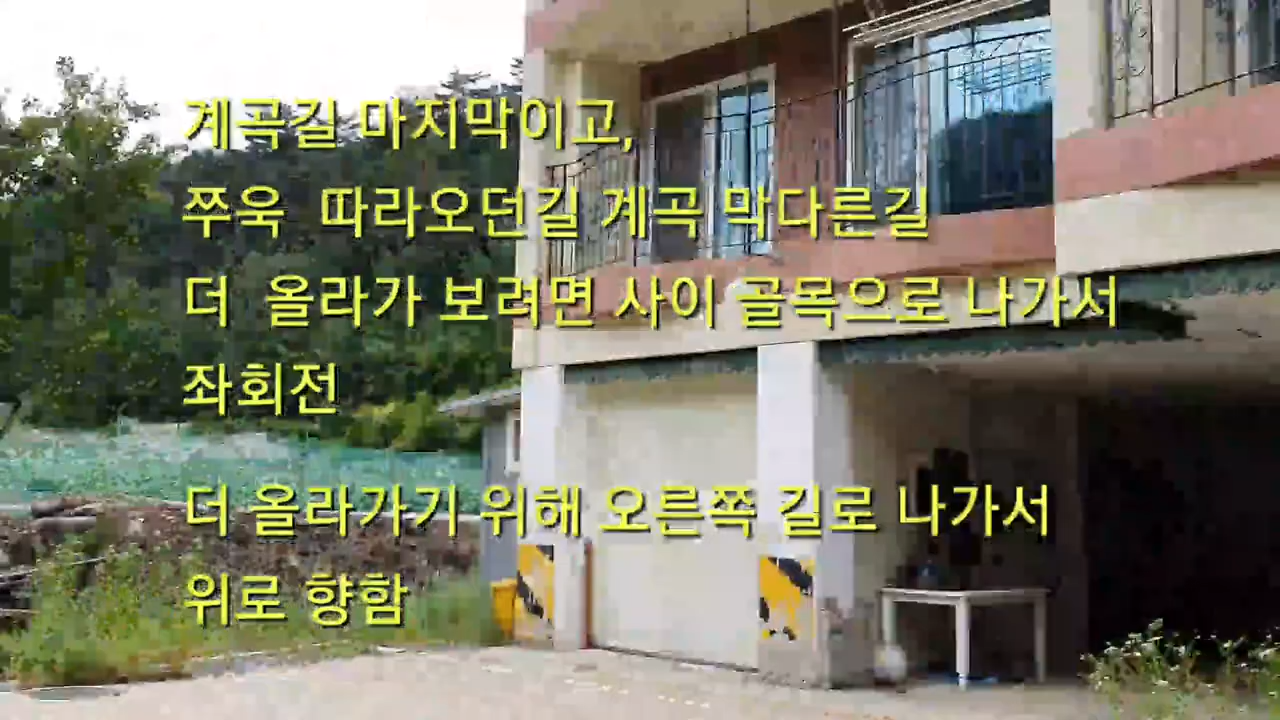 계곡길 마지막이고,
쭈욱 따라오던길 계곡 막다른길
더 올라가 보려면 사이 골목으로 나가서
좌회전
더 올라가기 위해 오른쪽 길로 나가서
위로 향함